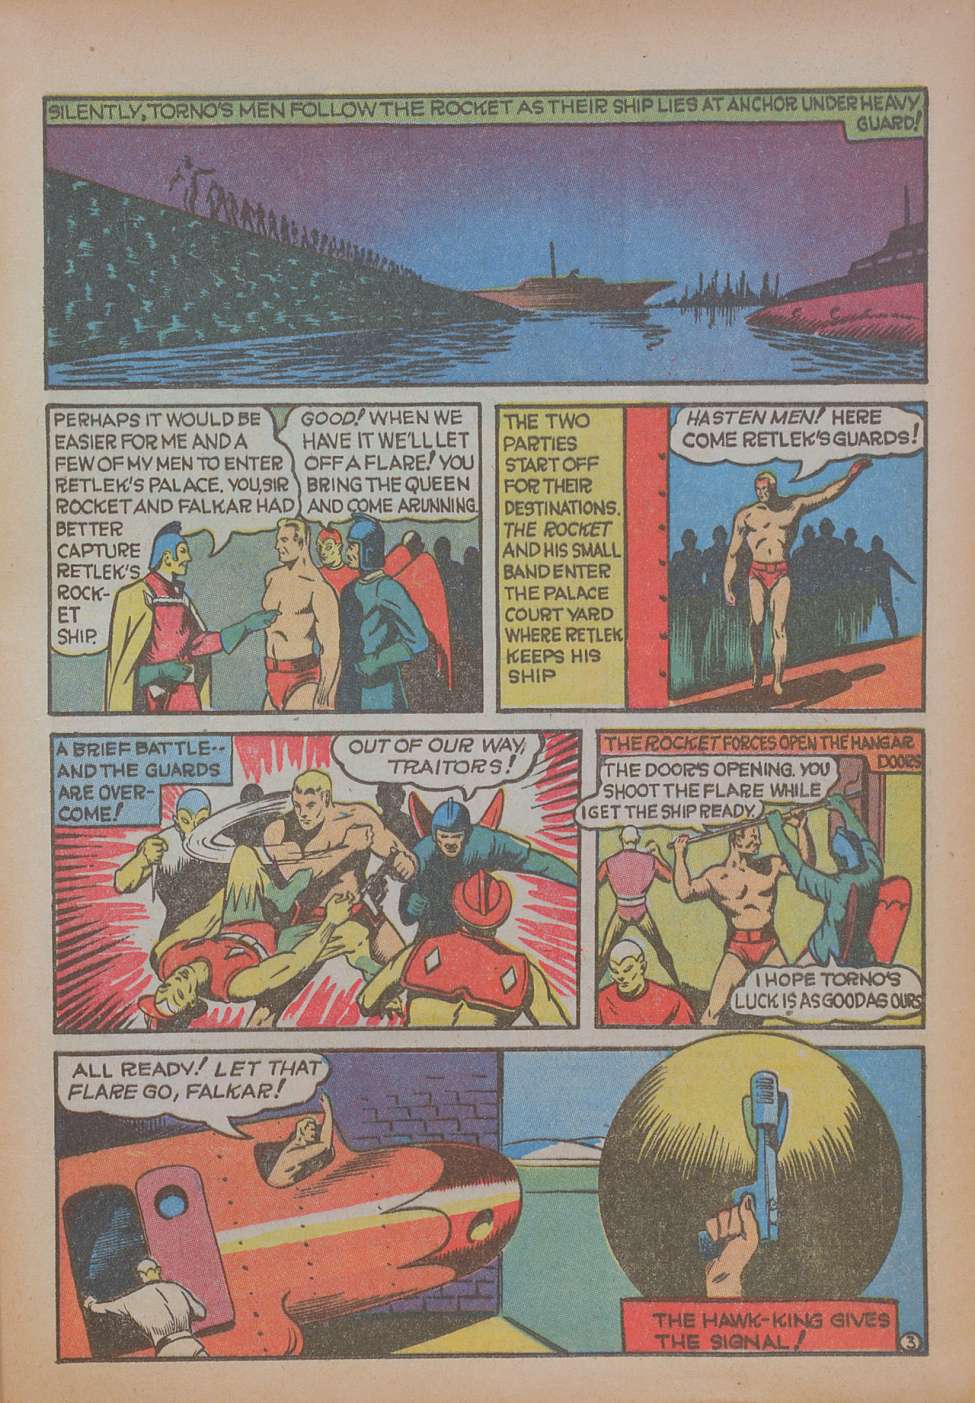 SILENTLY, TORNO'S MEN FOLLOW THE ROCKET AS THEIR SHIP LIES AT ANCHOR UNDER HEAVY
GUARD!
PERHAPS IT WOULD BE
EASIER FOR ME AND A
FEW OF MY MEN TO ENTER
RETLEK'S PALACE. YOU, SIR
ROCKET AND FALKAR HAD
BETTER
CAPTURE
RETLEK'S
ROCK-
ET
SHIP.
GOOD! WHEN WE
HAVE IT WE'LL LET
OFF A FLARE! YOU
BRING THE QUEEN
AND COME A RUNNING.
THE TWO
PARTIES
START OFF
FOR THEIR
DESTINATIONS.
THE ROCKET
AND HIS SMALL
BAND ENTER
THE PALACE
COURT YARD
WHERE RETLEK
KEEPS HIS
SHIP
HASTEN MEN! HERE
COME RETLEK'S GUARDS!
A BRIEF BATTLE--
AND THE GUARDS
ARE OVER-
COME!
OUT OF OUR WAY,
TRAITORS!
THE ROCKET FORCES OPEN THE HANGAR
DOORS
THE DOOR'S OPENING. YOU
SHOOT THE FLARE WHILE
I GET THE SHIP READY.
I HOPE TORNO'S
LUCK IS AS GOOD AS OURS
ALL READY! LET THAT
FLARE GO, FALKAR!
THE HAWK-KING GIVES
THE SIGNAL!
3